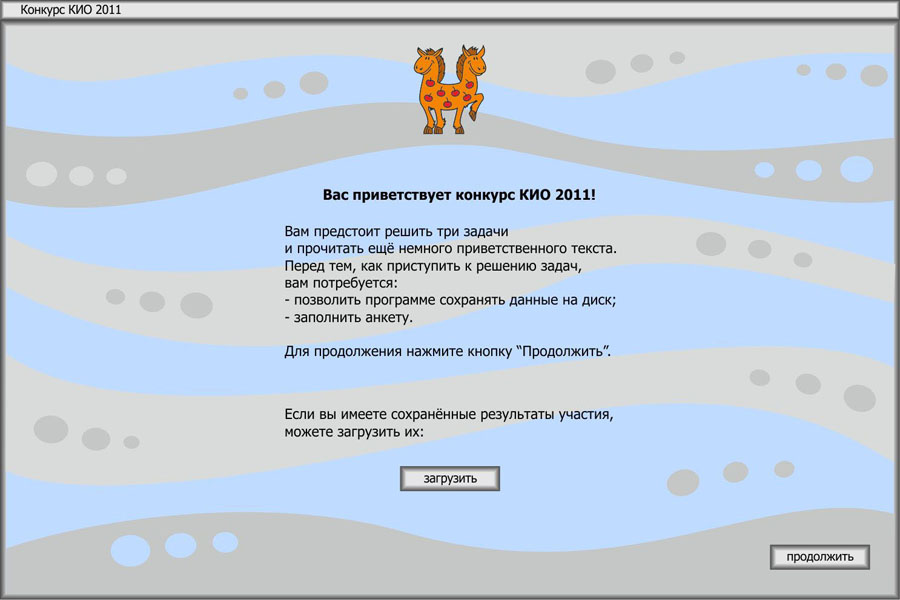 Конкурс КИО 2011
Вас приветствует конкурс КИО 2011!
Вам предстоит решить три задачи
и прочитать ещё немного приветственного текста.
Перед тем, как приступить к решению задач,
вам потребуется:
- позволить программе сохранять данные на диск;
- заполнить анкету.
Для продолжения нажмите кнопку “Продолжить”.
Если вы имеете сохранённые результаты участия,
можете загрузить их:
загрузить
продолжить